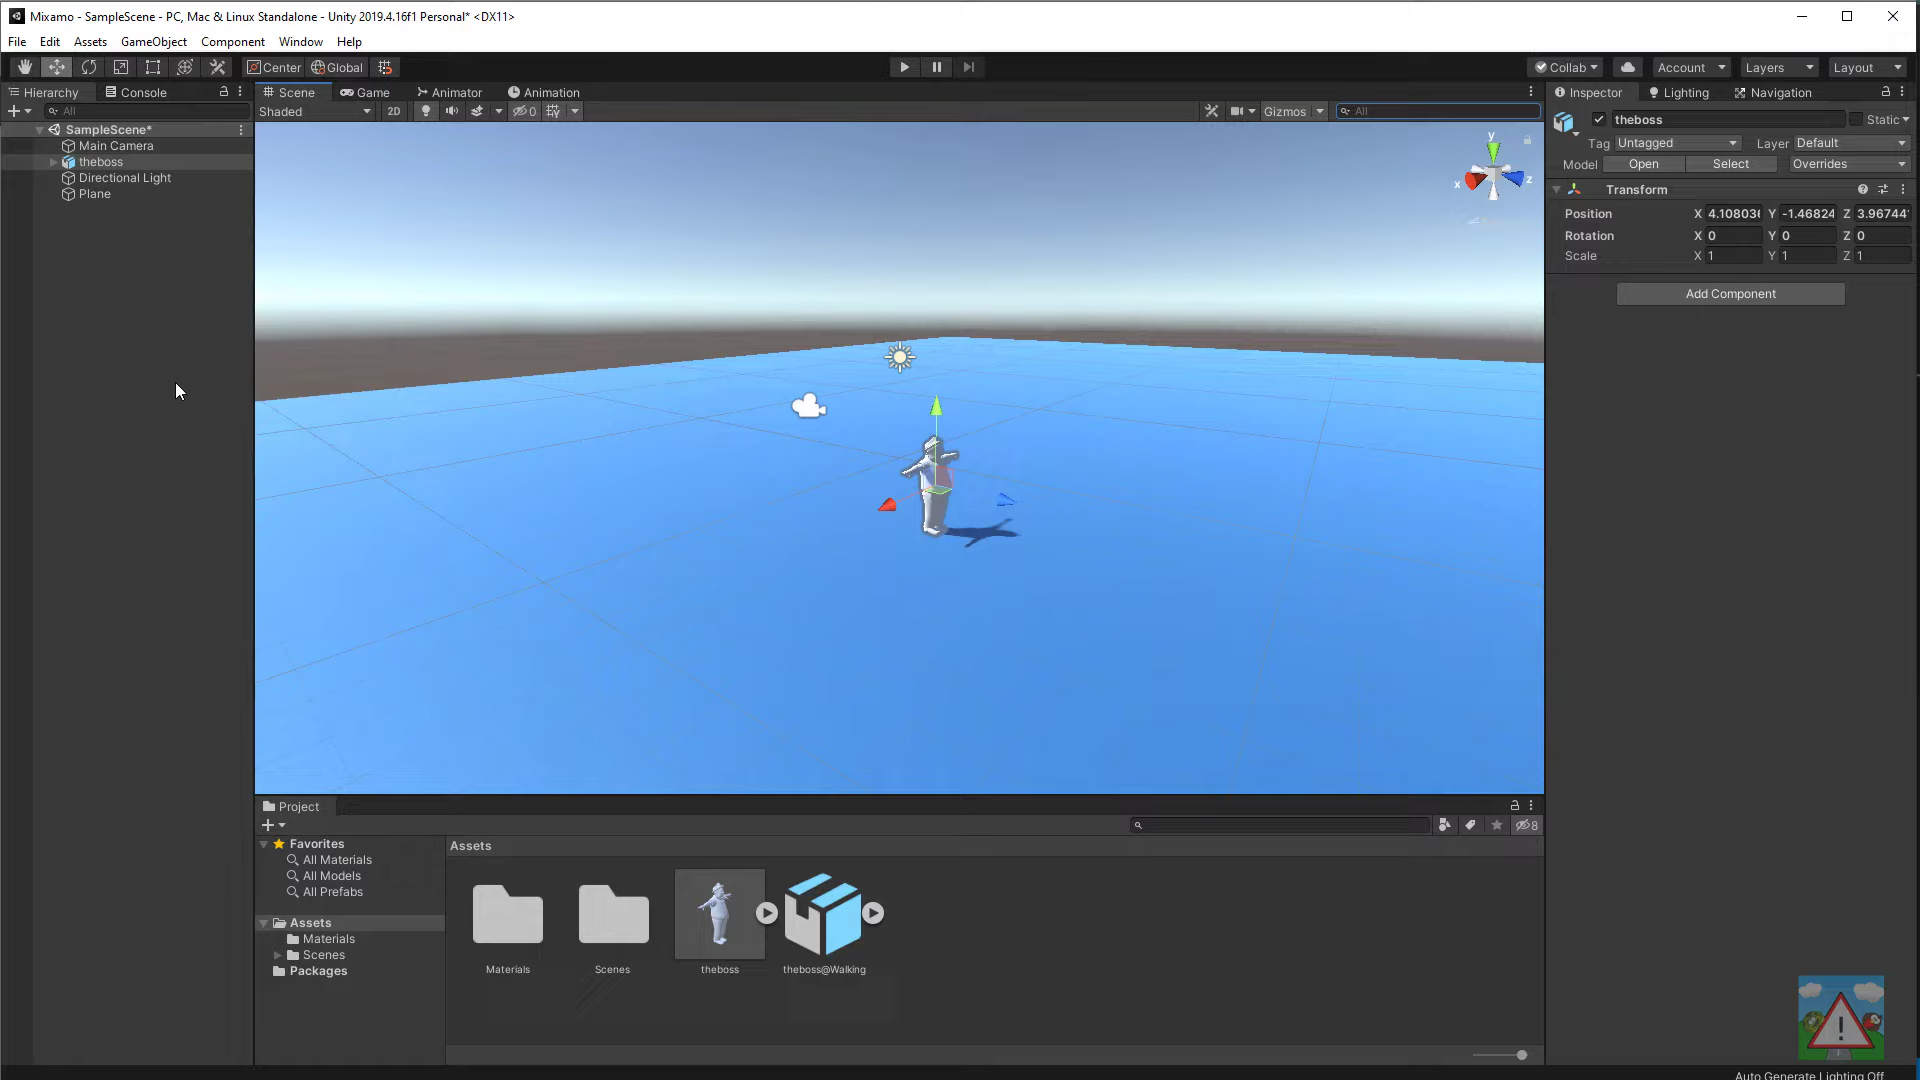 Mixamo - SampleScene - PC, Mac & Linux Standalone - Unity 2019.4.16f1 Personal* <DX11>
File Edit Assets GameObject Component Window Help
Center Global Collab Account Layers Layout
Hierarchy Console Scene Game Animator Animation Inspector Lighting Navigation
All Shaded 2D 0 Gizmos All
theboss Static
SampleScene*
Main Camera
theboss
Directional Light
Plane
Tag Untagged Layer Default
Model Open Select Overrides
Transform
Position X 4.10803 Y -1.46824 Z 3.96744
Rotation X 0 Y 0 Z 0
Scale X 1 Y 1 Z 1
Add Component
y
x z
Project
8
Favorites
All Materials
All Models
All Prefabs
Assets
Materials
Scenes
Packages
Assets
Materials Scenes theboss theboss@Walking
!
Auto Generate Lighting Off